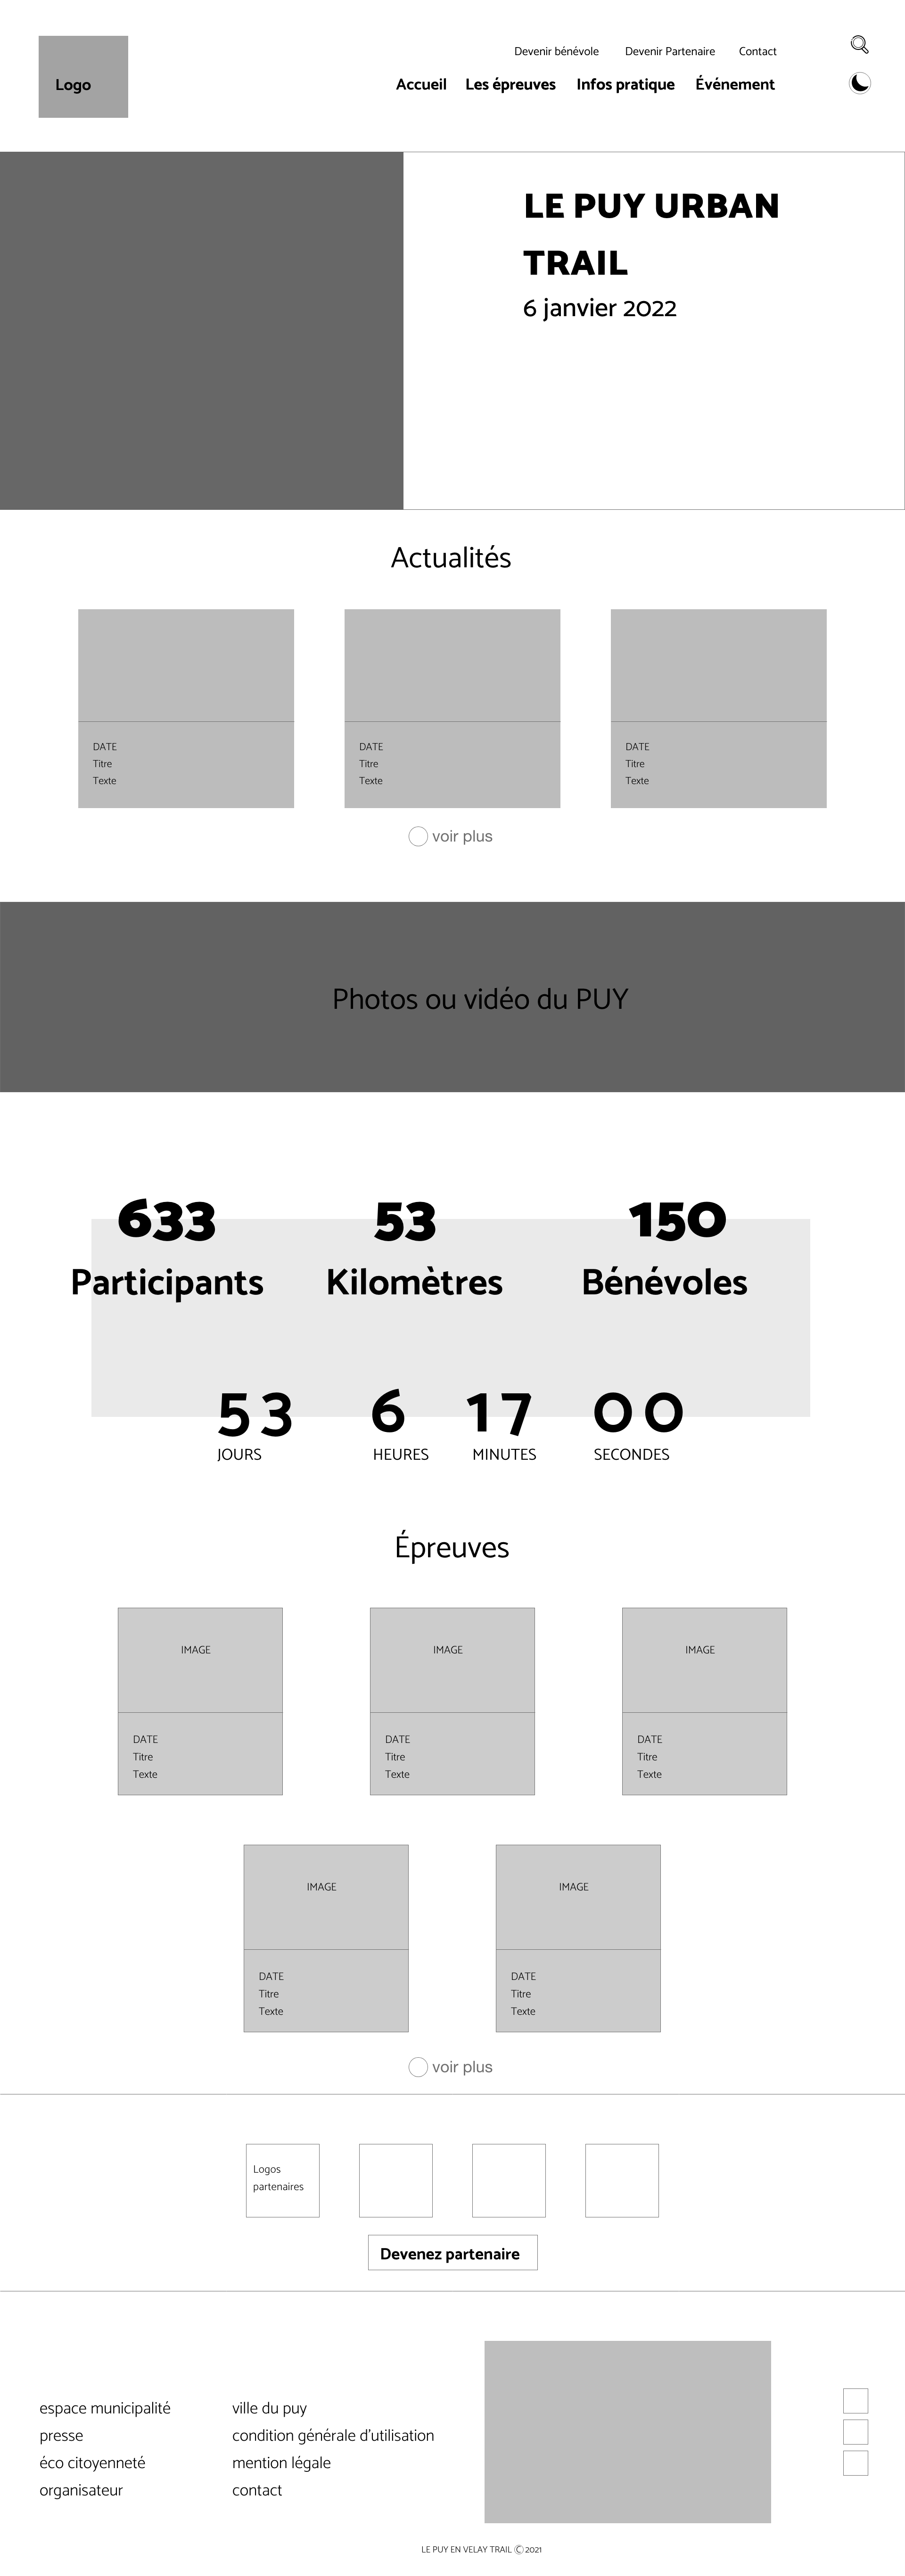 Devenir bénévole Devenir Partenaire Contact
Logo
Accueil Les épreuves Infos pratique Événement
LE PUY URBAN
TRAIL
6 janvier 2022
Actualités
DATE
Titre
Texte
DATE
Titre
Texte
DATE
Titre
Texte
voir plus
Photos ou vidéo du PUY
633 53 150
Participants Kilomètres Bénévoles
53 6 17 00
JOURS HEURES MINUTES SECONDES
Épreuves
IMAGE
DATE
Titre
Texte
IMAGE
DATE
Titre
Texte
IMAGE
DATE
Titre
Texte
IMAGE
DATE
Titre
Texte
IMAGE
DATE
Titre
Texte
voir plus
Logos
partenaires
Devenez partenaire
espace municipalité
presse
éco citoyenneté
organisateur
ville du puy
condition générale d'utilisation
mention légale
contact
LE PUY EN VELAY TRAIL © 2021